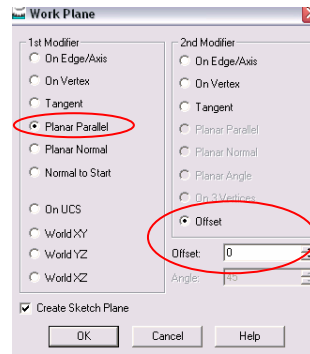 Work Plane
1st Modifier
On Edge/Axis
On Vertex
Tangent
Planar Parallel
Planar Normal
Normal to Start
On UCS
World XY
World YZ
World XZ
2nd Modifier
On Edge/Axis
On Vertex
Tangent
Planar Parallel
Planar Normal
Planar Angle
On 3 Vertices
Offset
Offset: 0
Angle: 45
Create Sketch Plane
OK Cancel Help